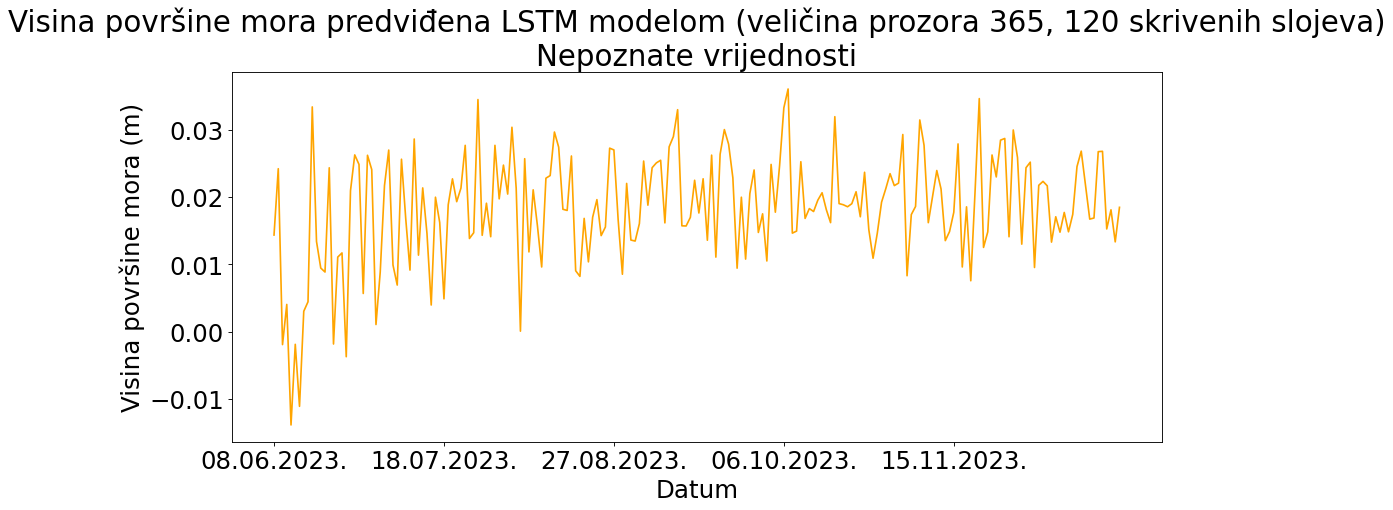 Visina površine mora predviđena LSTM modelom (veličina prozora 365, 120 skrivenih slojeva)
Nepoznate vrijednosti
Visina površine mora (m)
0.03
0.02
0.01
0.00
−0.01
08.06.2023. 18.07.2023. 27.08.2023. 06.10.2023. 15.11.2023.
Datum